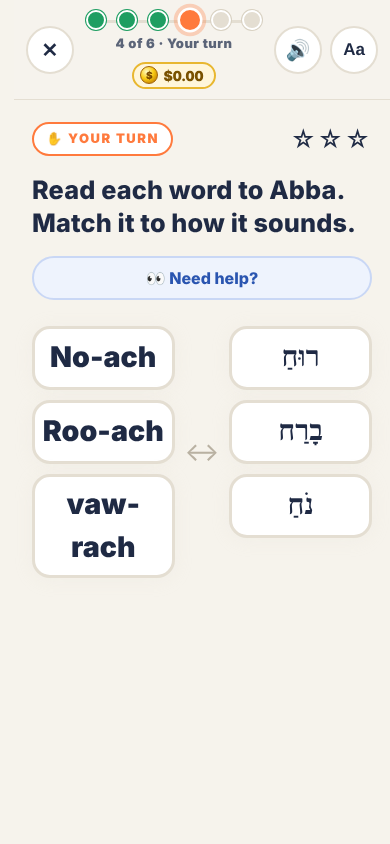 4 of 6 · Your turn
$ $0.00
Aa
YOUR TURN
Read each word to Abba.
Match it to how it sounds.
Need help?
No-ach
רוּחַ
Roo-ach
בָרַח
vaw-
rach
נֹחַ